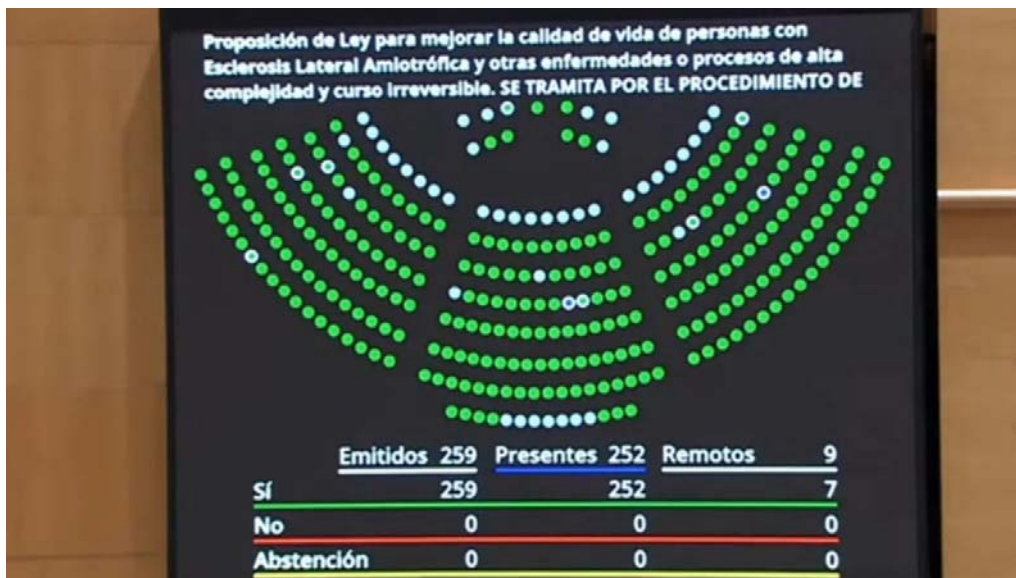 Proposición de Ley para mejorar la calidad de vida de personas con
Esclerosis Lateral Amiotrófica y otras enfermedades o procesos de alta
complejidad y curso irreversible. SE TRAMITA POR EL PROCEDIMIENTO DE
Emitidos 259 Presentes 252 Remotos 9
Sí 259 252 7
No 0 0 0
Abstención 0 0 0